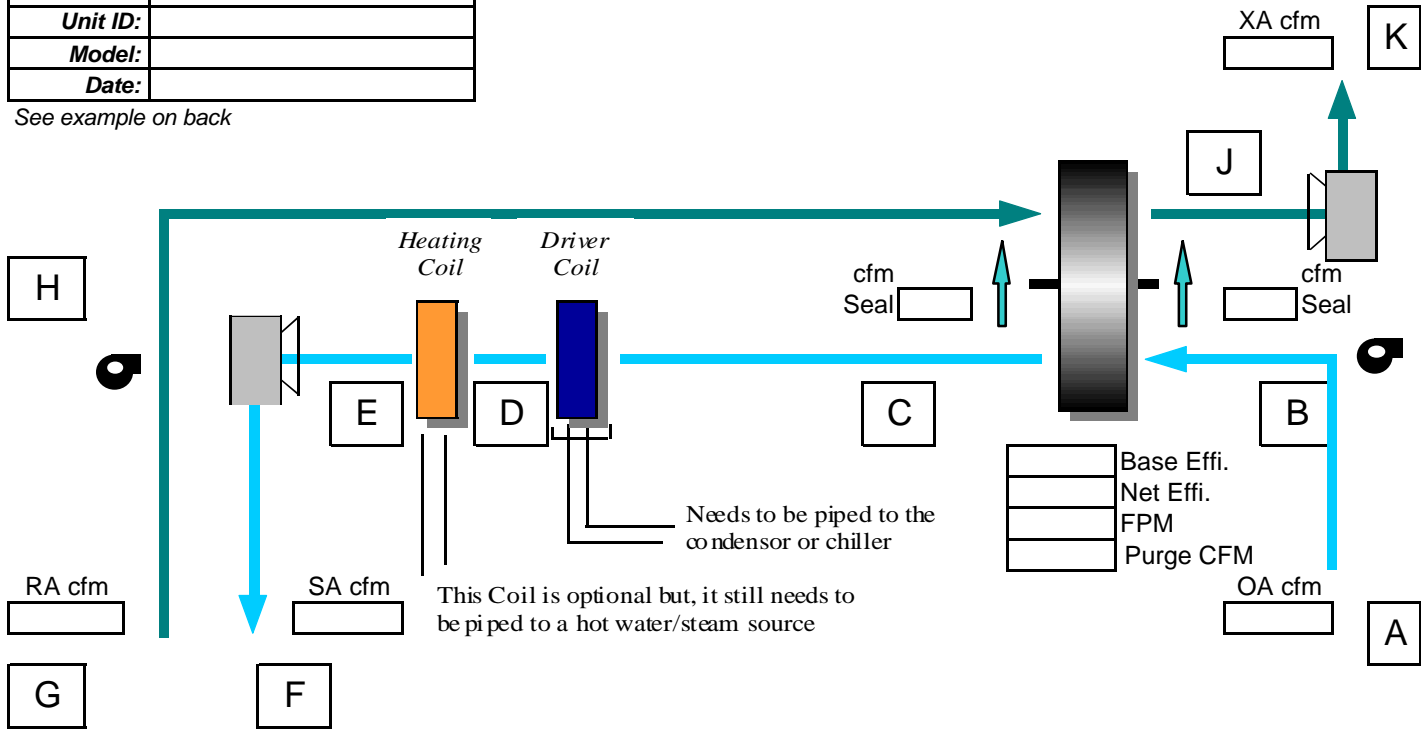 Unit ID:
Model:
Date:
See example on back
XA cfm
K
J
H
Heating
Coil
Driver
Coil
cfm
Seal
cfm
Seal
E
D
C
B
Base Effi.
Net Effi.
FPM
Purge CFM
Needs to be piped to the
condensor or chiller
This Coil is optional but, it still needs to
be piped to a hot water/steam source
RA cfm
SA cfm
OA cfm
A
G
F